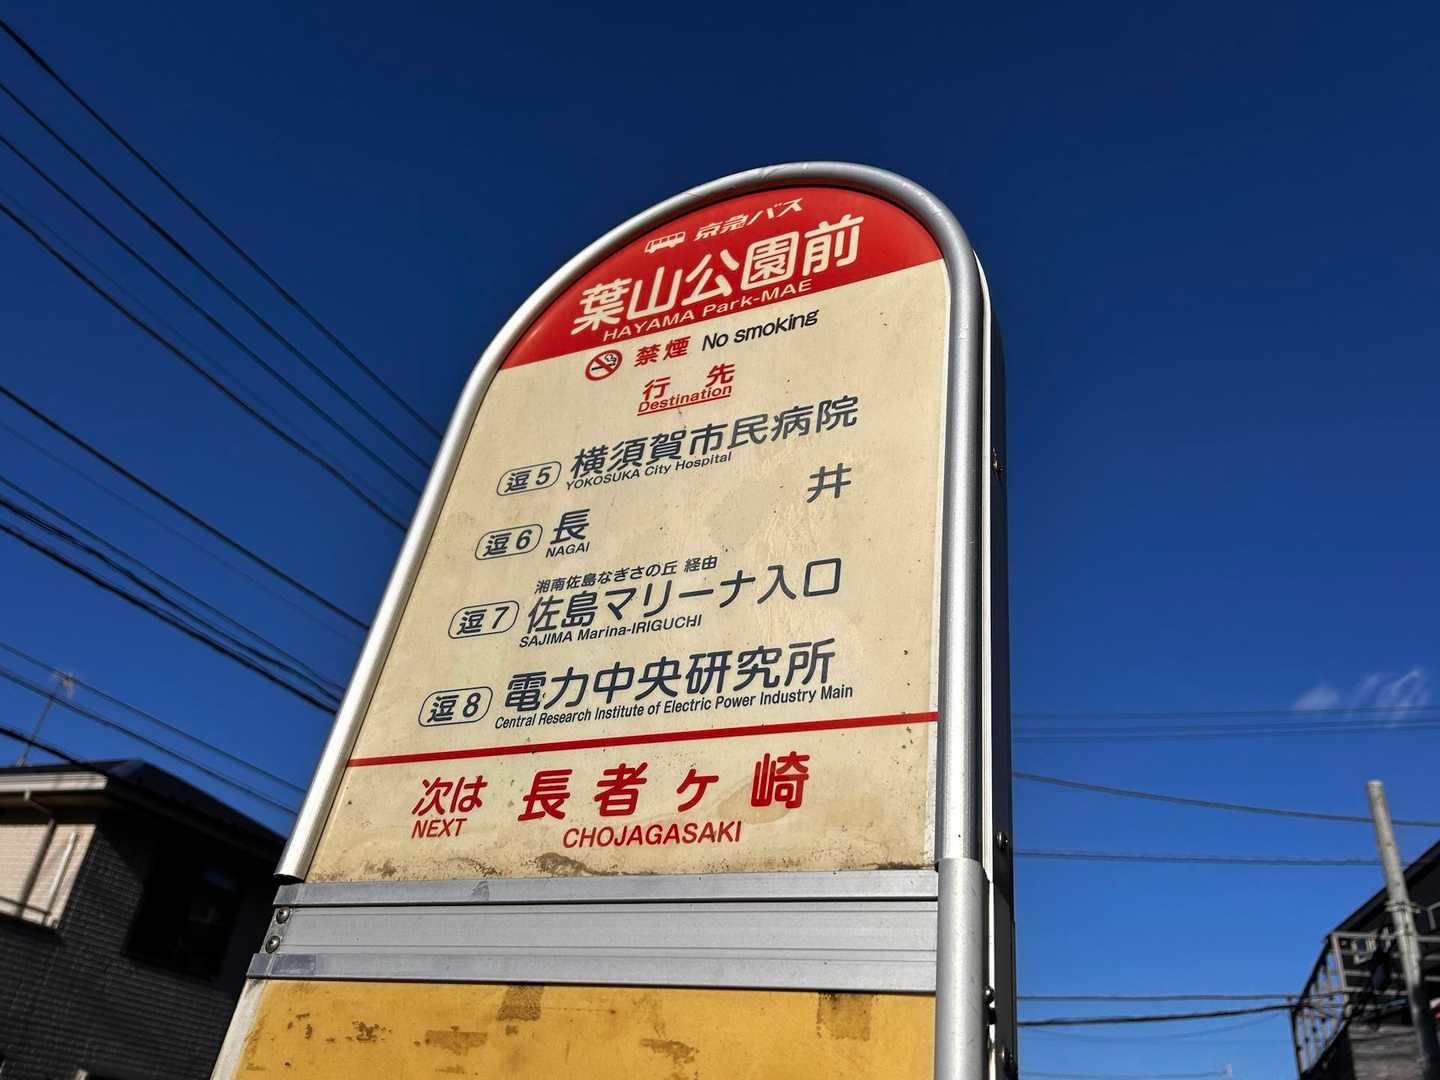 京急バス
葉山公園前
HAYAMA Park-MAE
禁煙 No smoking
行先
Destination
逗5 横須賀市民病院
YOKOSUKA City Hospital
逗6 長井
NAGAI
湘南佐島なぎさの丘 経由
逗7 佐島マリーナ入口
SAJIMA Marina-IRIGUCHI
逗8 電力中央研究所
Central Research Institute of Electric Power Industry Main
次は 長者ヶ崎
NEXT CHOJAGASAKI